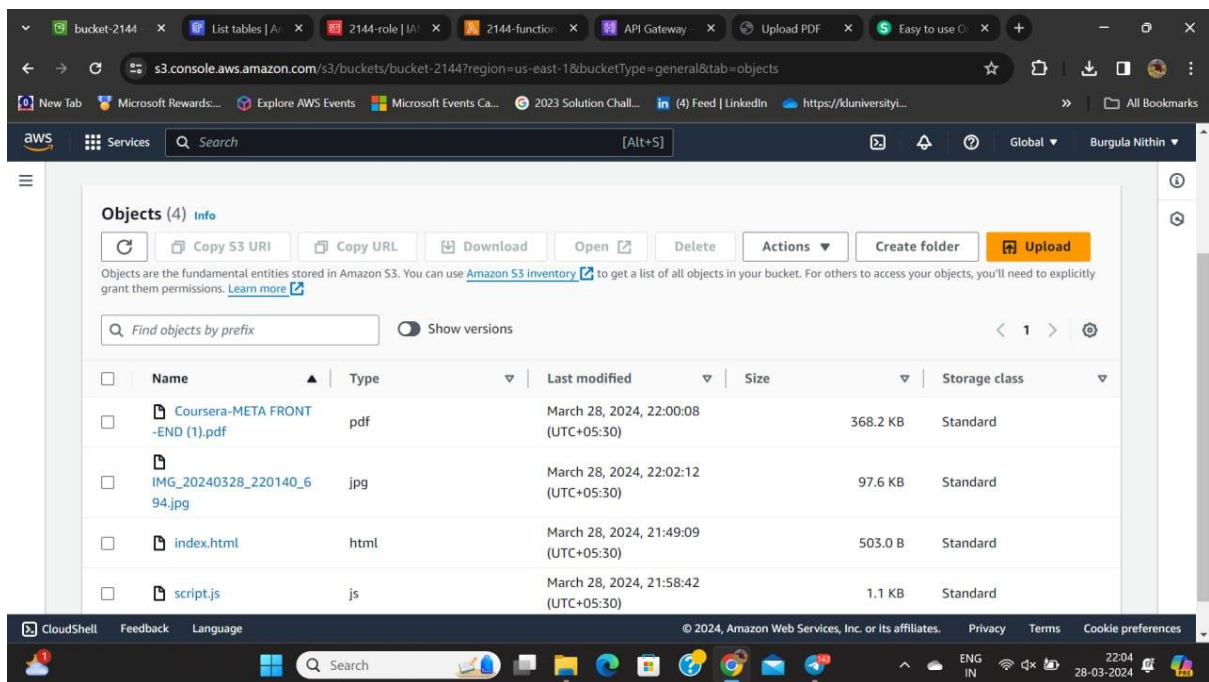 bucket-2144
List tables | A
2144-role | IA
2144-function
API Gateway
Upload PDF
Easy to use O
s3.console.aws.amazon.com/s3/buckets/bucket-2144?region=us-east-1&bucketType=general&tab=objects
New Tab
Microsoft Rewards:...
Explore AWS Events
Microsoft Events Ca...
2023 Solution Chall...
(4) Feed | LinkedIn
https://kluniversityi...
»
All Bookmarks
aws
Services
Search
[Alt+S]
Global
Burgula Nithin
Objects (4) Info
Copy S3 URI
Copy URL
Download
Open
Delete
Actions
Create folder
Upload
Objects are the fundamental entities stored in Amazon S3. You can use Amazon S3 inventory to get a list of all objects in your bucket. For others to access your objects, you'll need to explicitly
grant them permissions. Learn more
Find objects by prefix
Show versions
1
Name
Type
Last modified
Size
Storage class
Coursera-META FRONT
-END (1).pdf
pdf
March 28, 2024, 22:00:08
(UTC+05:30)
368.2 KB
Standard
IMG_20240328_220140_6
94.jpg
jpg
March 28, 2024, 22:02:12
(UTC+05:30)
97.6 KB
Standard
index.html
html
March 28, 2024, 21:49:09
(UTC+05:30)
503.0 B
Standard
script.js
js
March 28, 2024, 21:58:42
(UTC+05:30)
1.1 KB
Standard
CloudShell
Feedback
Language
© 2024, Amazon Web Services, Inc. or its affiliates.
Privacy
Terms
Cookie preferences
1
Search
ENG
IN
22:04
28-03-2024